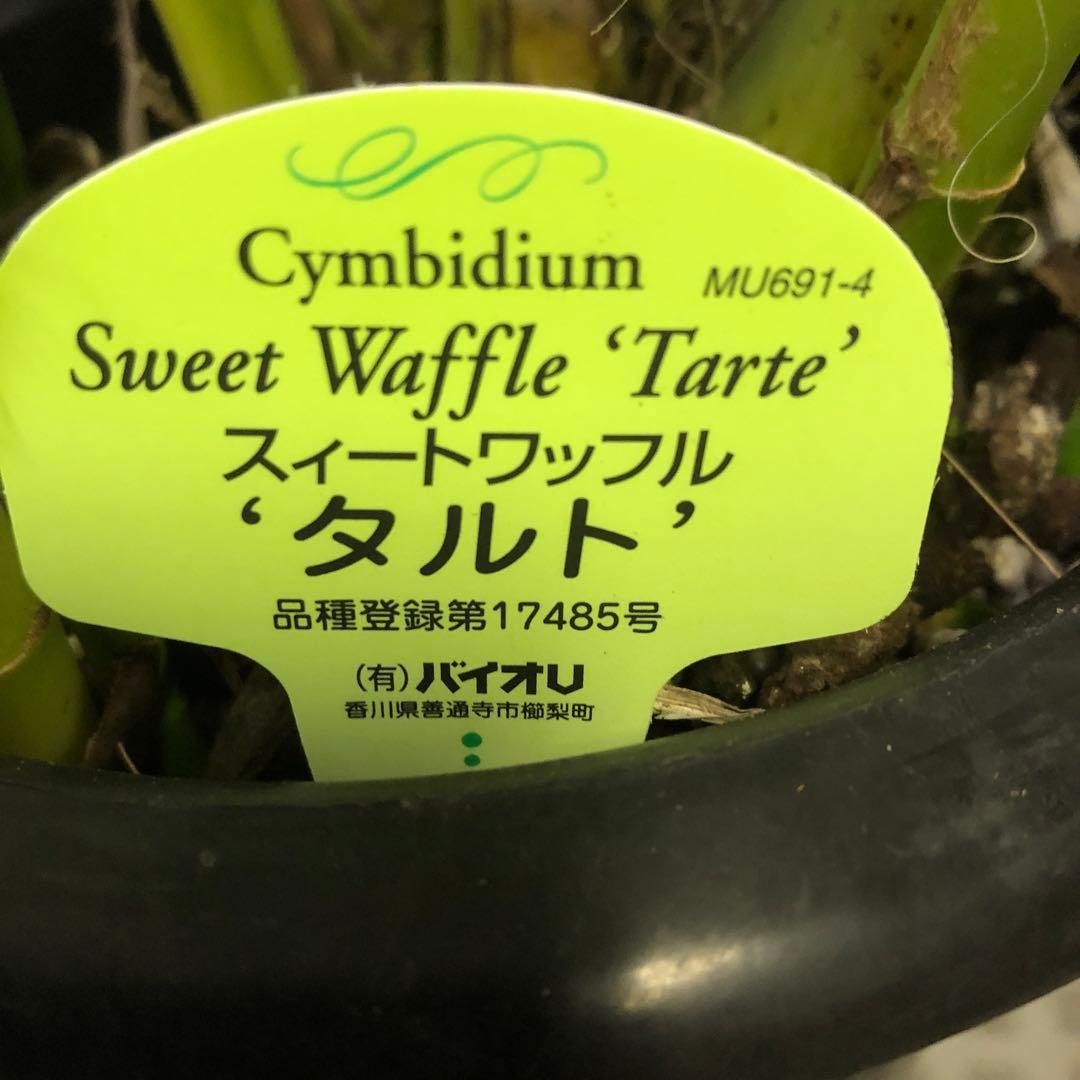 Cymbidium MU691-4
Sweet Waffle ‘Tarte’
スィートワッフル
‘タルト’
品種登録第17485号
(有)バイオU
香川県善通寺市櫛梨町